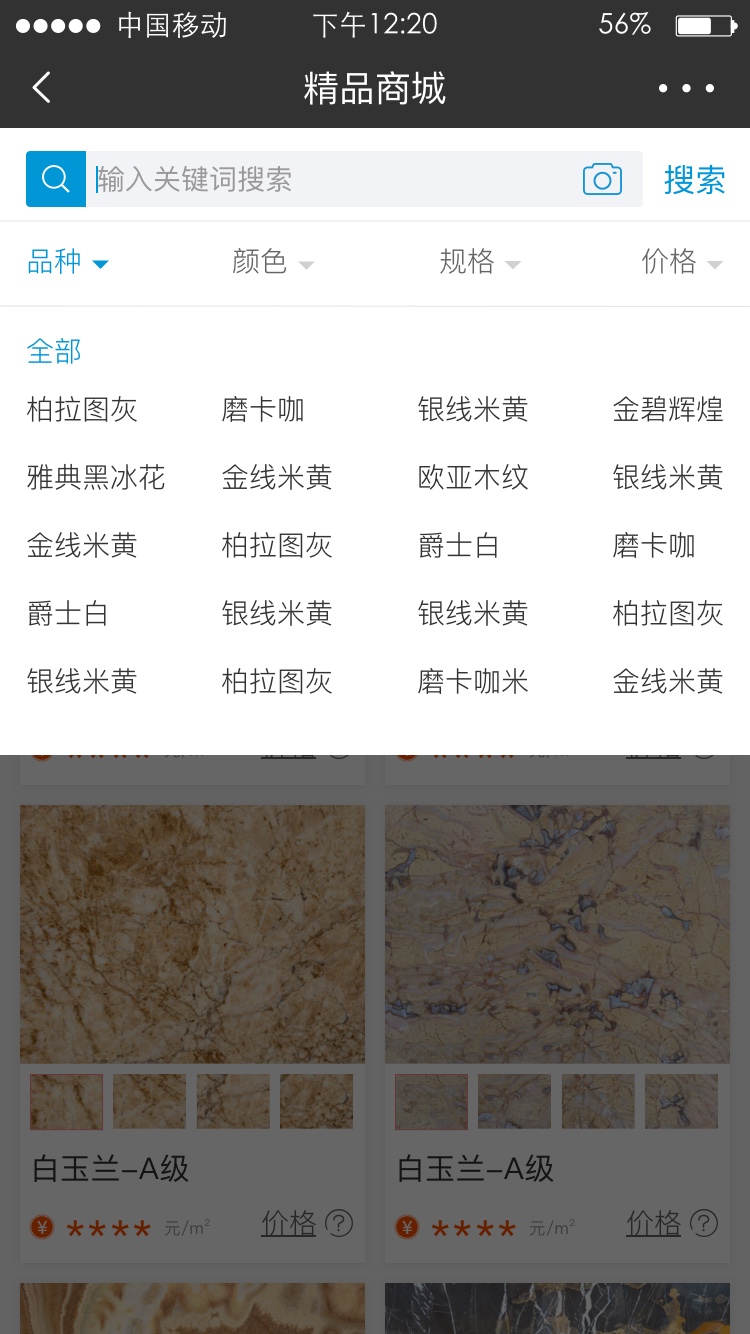 中国移动 下午12:20 56%
精品商城
输入关键词搜索 搜索
品种 颜色 规格 价格
全部
柏拉图灰 磨卡咖 银线米黄 金碧辉煌
雅典黑冰花 金线米黄 欧亚木纹 银线米黄
金线米黄 柏拉图灰 爵士白 磨卡咖
爵士白 银线米黄 银线米黄 柏拉图灰
银线米黄 柏拉图灰 磨卡咖米 金线米黄
白玉兰–A级 白玉兰–A级
¥ **** 元/m² 价格 ? ¥ **** 元/m² 价格 ?